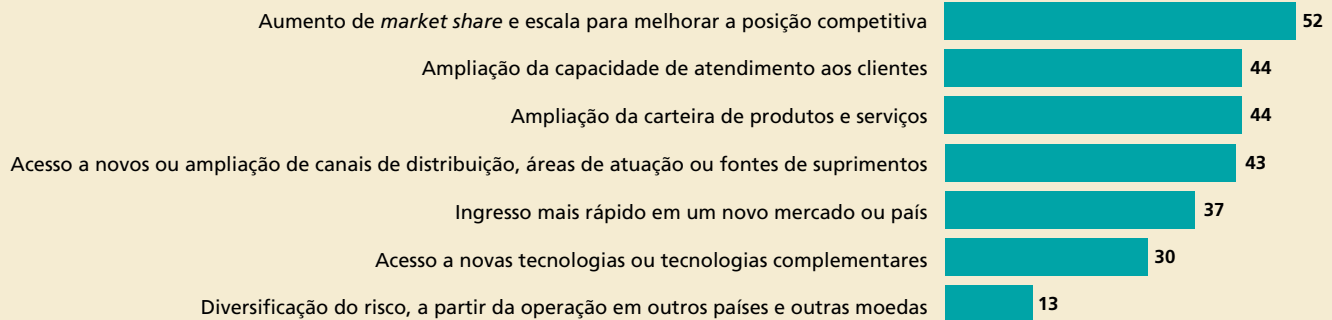 Aumento de market share e escala para melhorar a posição competitiva 52
Ampliação da capacidade de atendimento aos clientes 44
Ampliação da carteira de produtos e serviços 44
Acesso a novos ou ampliação de canais de distribuição, áreas de atuação ou fontes de suprimentos 43
Ingresso mais rápido em um novo mercado ou país 37
Acesso a novas tecnologias ou tecnologias complementares 30
Diversificação do risco, a partir da operação em outros países e outras moedas 13